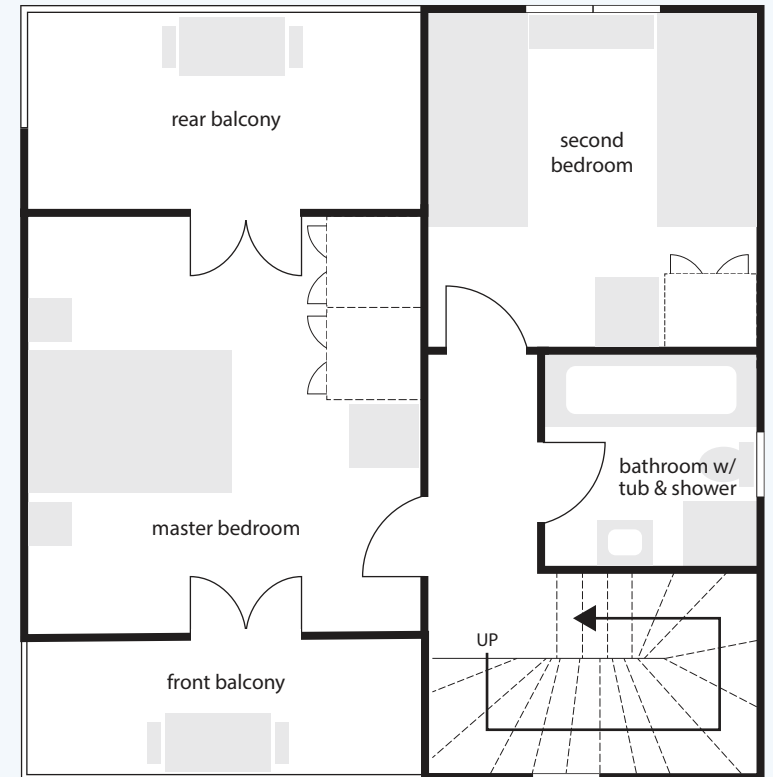 rear balcony
second
bedroom
bathroom w/
tub & shower
master bedroom
UP
front balcony